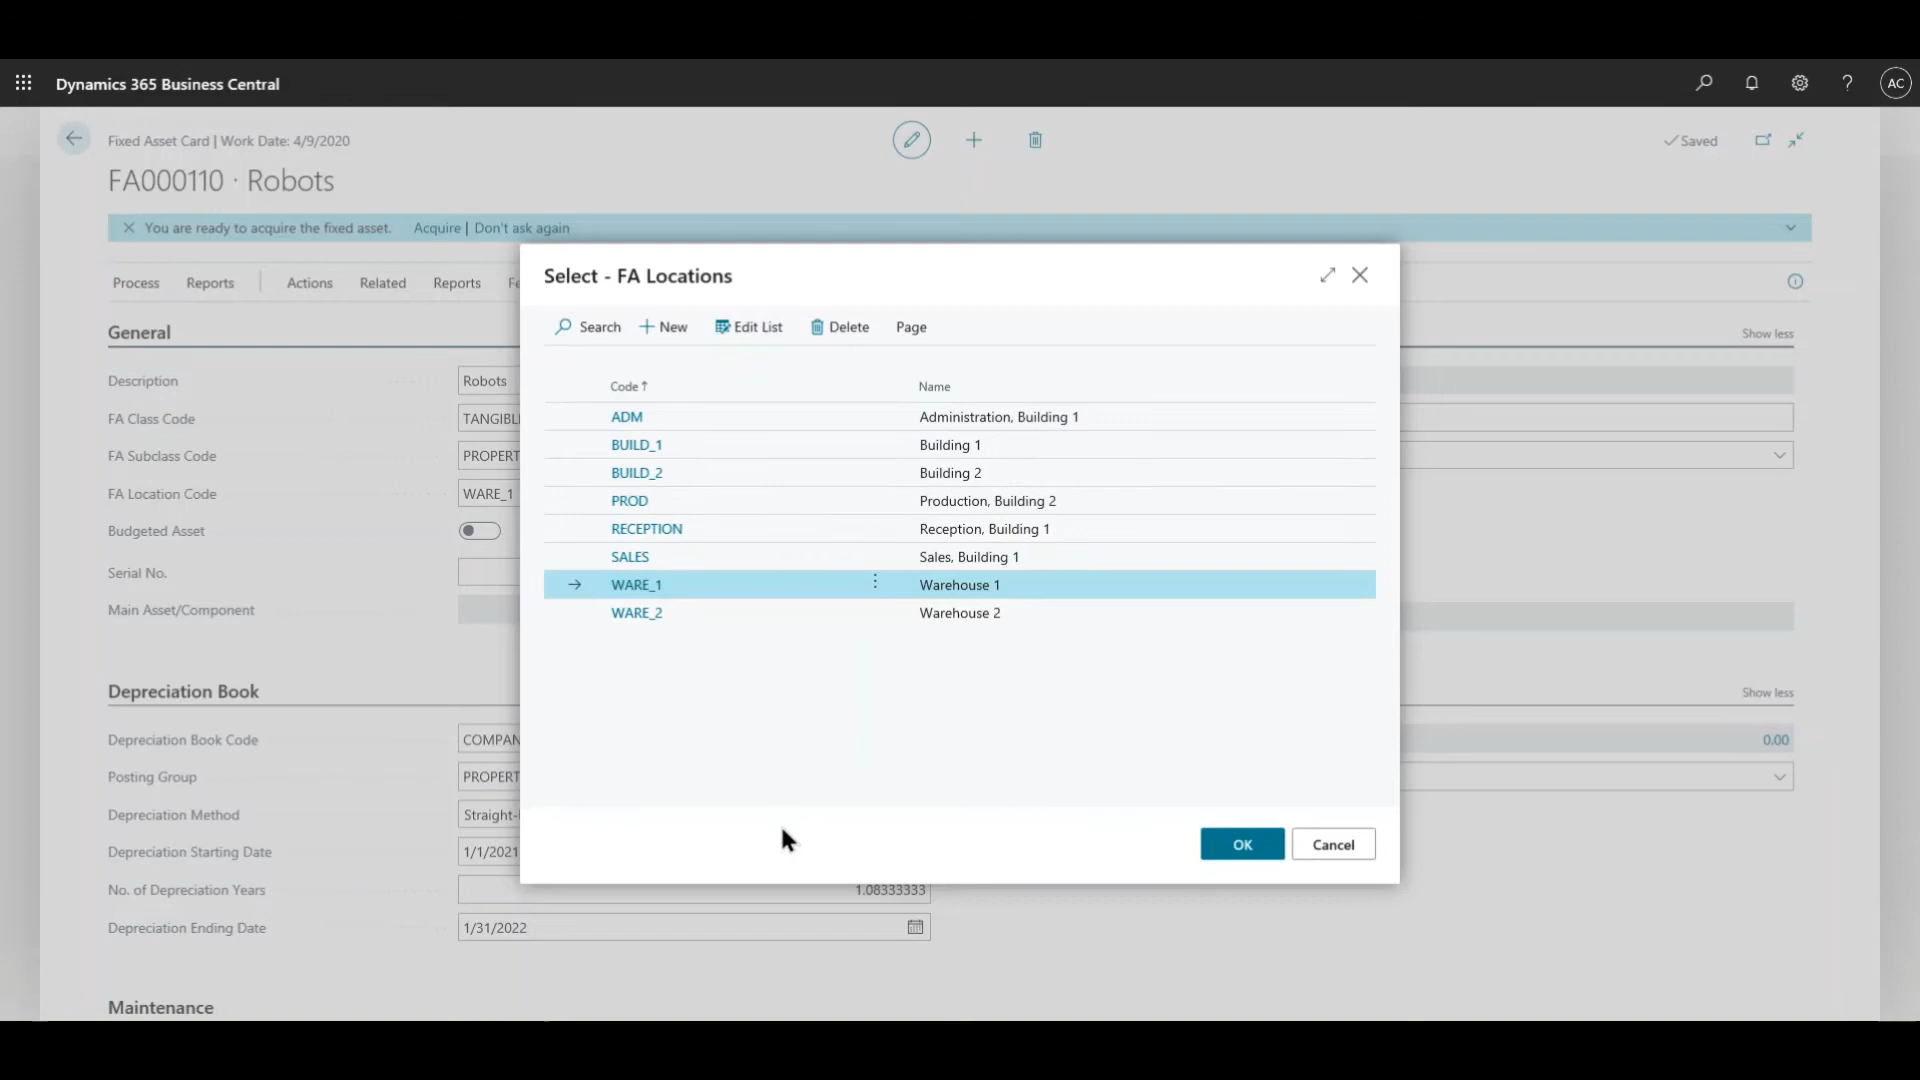 Dynamics 365 Business Central
AC
Fixed Asset Card | Work Date: 4/9/2020
Saved
FA000110 · Robots
You are ready to acquire the fixed asset. Acquire | Don't ask again
Process Reports Actions Related Reports
Select - FA Locations
Search New Edit List Delete Page
General
Show less
Code Name
Description Robots
ADM Administration, Building 1
FA Class Code TANGIBL
BUILD_1 Building 1
FA Subclass Code PROPERT
BUILD_2 Building 2
FA Location Code WARE_1
PROD Production, Building 2
Budgeted Asset
RECEPTION Reception, Building 1
Serial No.
SALES Sales, Building 1
WARE_1 Warehouse 1
Main Asset/Component
WARE_2 Warehouse 2
Depreciation Book
Show less
Depreciation Book Code COMPAN 0.00
Posting Group PROPERT
Depreciation Method Straight-
Depreciation Starting Date 1/1/2021
OK Cancel
No. of Depreciation Years 1.08333333
Depreciation Ending Date 1/31/2022
Maintenance